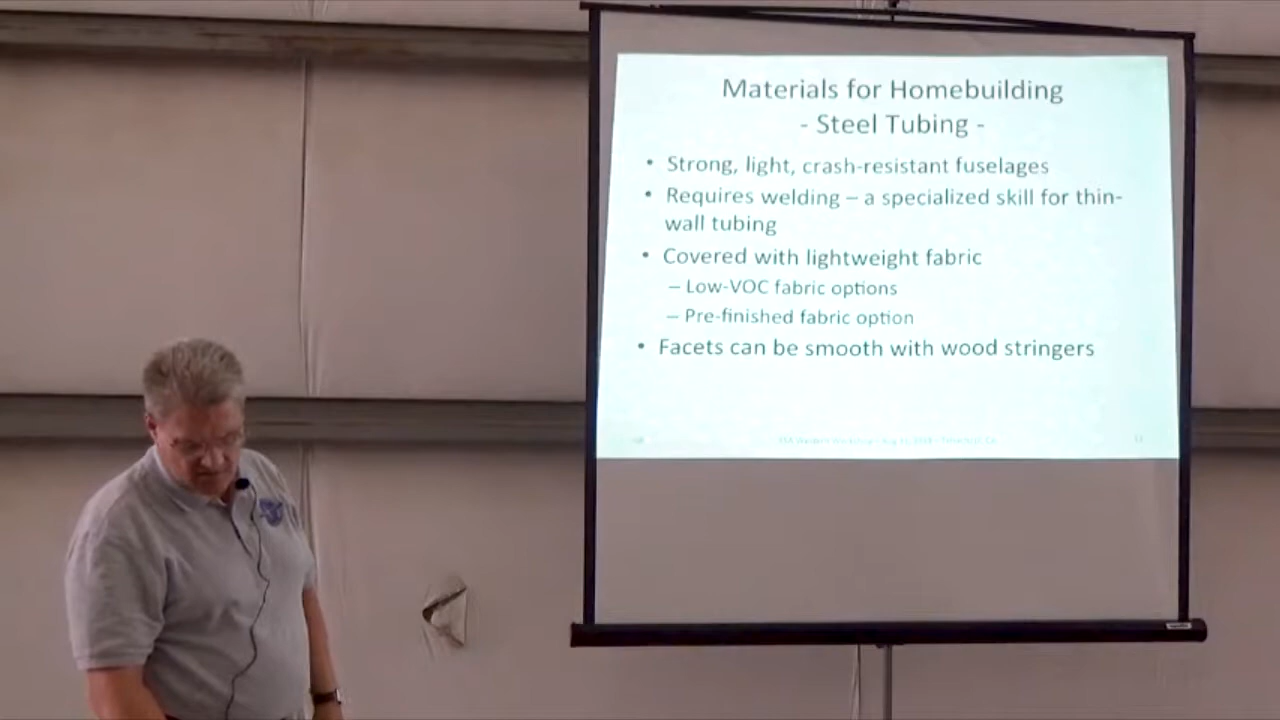 Materials for Homebuilding
- Steel Tubing -
• Strong, light, crash-resistant fuselages
• Requires welding – a specialized skill for thin-
wall tubing
• Covered with lightweight fabric
– Low-VOC fabric options
– Pre-finished fabric option
• Facets can be smooth with wood stringers